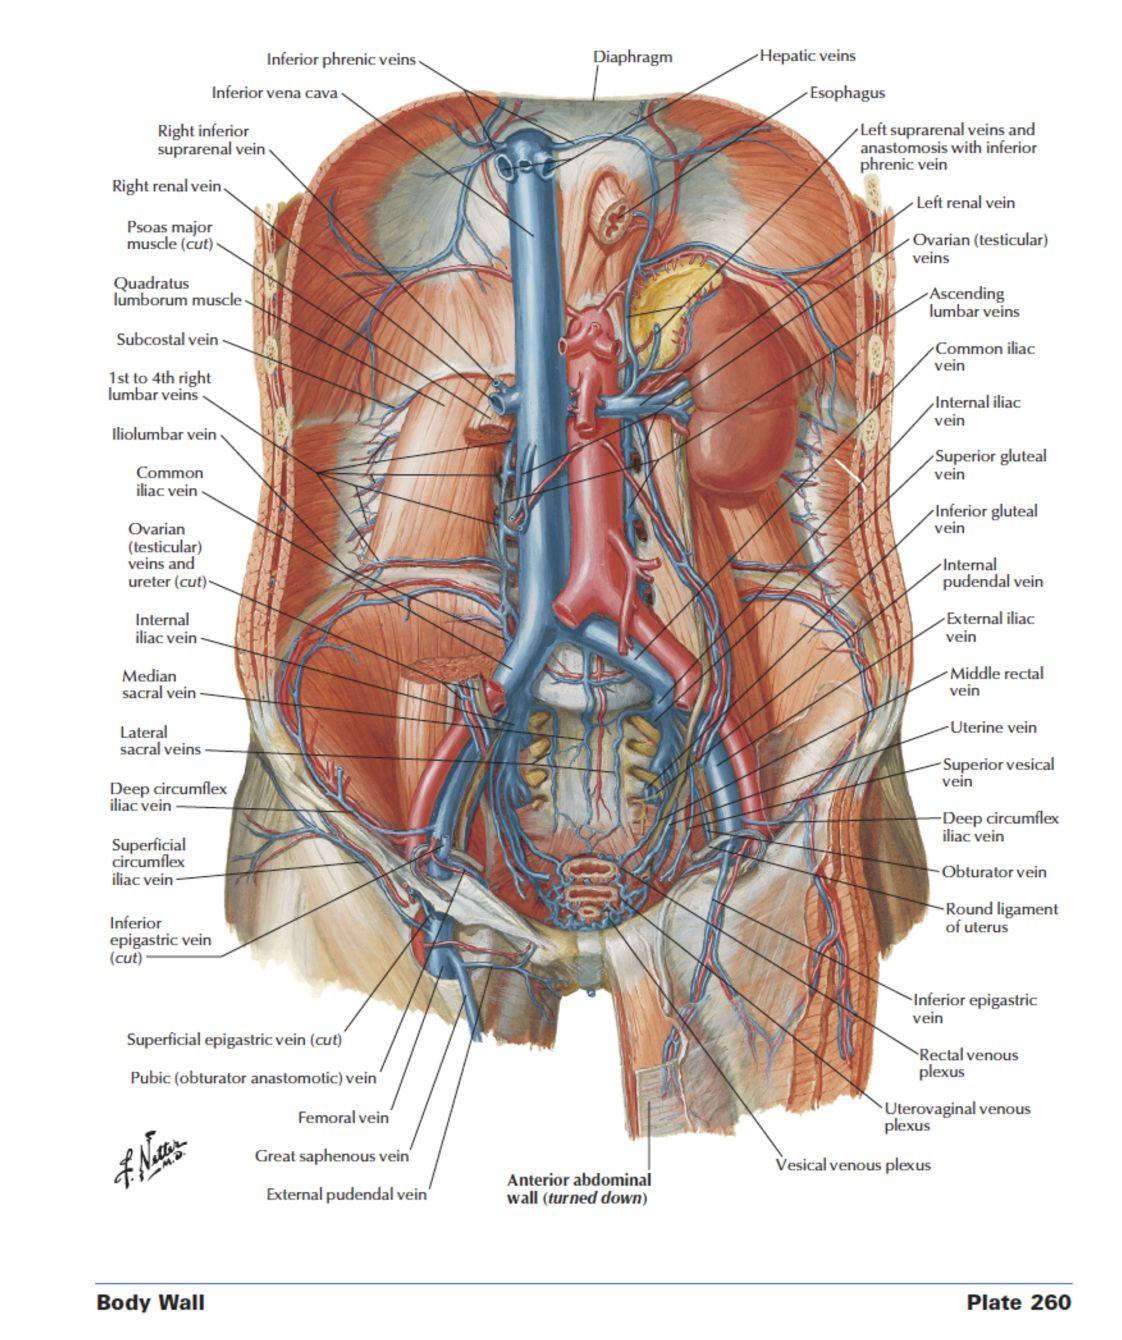 Inferior phrenic veins
Diaphragm
Hepatic veins
Inferior vena cava
Esophagus
Right inferior
suprarenal vein
Left suprarenal veins and
anastomosis with inferior
phrenic vein
Right renal vein
Left renal vein
Psoas major
muscle (cut)
Ovarian (testicular)
veins
Quadratus
lumborum muscle
Ascending
lumbar veins
Subcostal vein
Common iliac
vein
1st to 4th right
lumbar veins
Internal iliac
vein
Iliolumbar vein
Superior gluteal
vein
Common
iliac vein
Inferior gluteal
vein
Ovarian
(testicular)
veins and
ureter (cut)
Internal
pudendal vein
Internal
iliac vein
External iliac
vein
Median
sacral vein
Middle rectal
vein
Lateral
sacral veins
Uterine vein
Superior vesical
vein
Deep circumflex
iliac vein
Deep circumflex
iliac vein
Superficial
circumflex
iliac vein
Obturator vein
Inferior
epigastric vein
(cut)
Round ligament
of uterus
Inferior epigastric
vein
Superficial epigastric vein (cut)
Rectal venous
plexus
Pubic (obturator anastomotic) vein
Uterovaginal venous
plexus
Femoral vein
Great saphenous vein
Vesical venous plexus
External pudendal vein
Anterior abdominal
wall (turned down)
F. Netter
M.D.
Body Wall
Plate 260